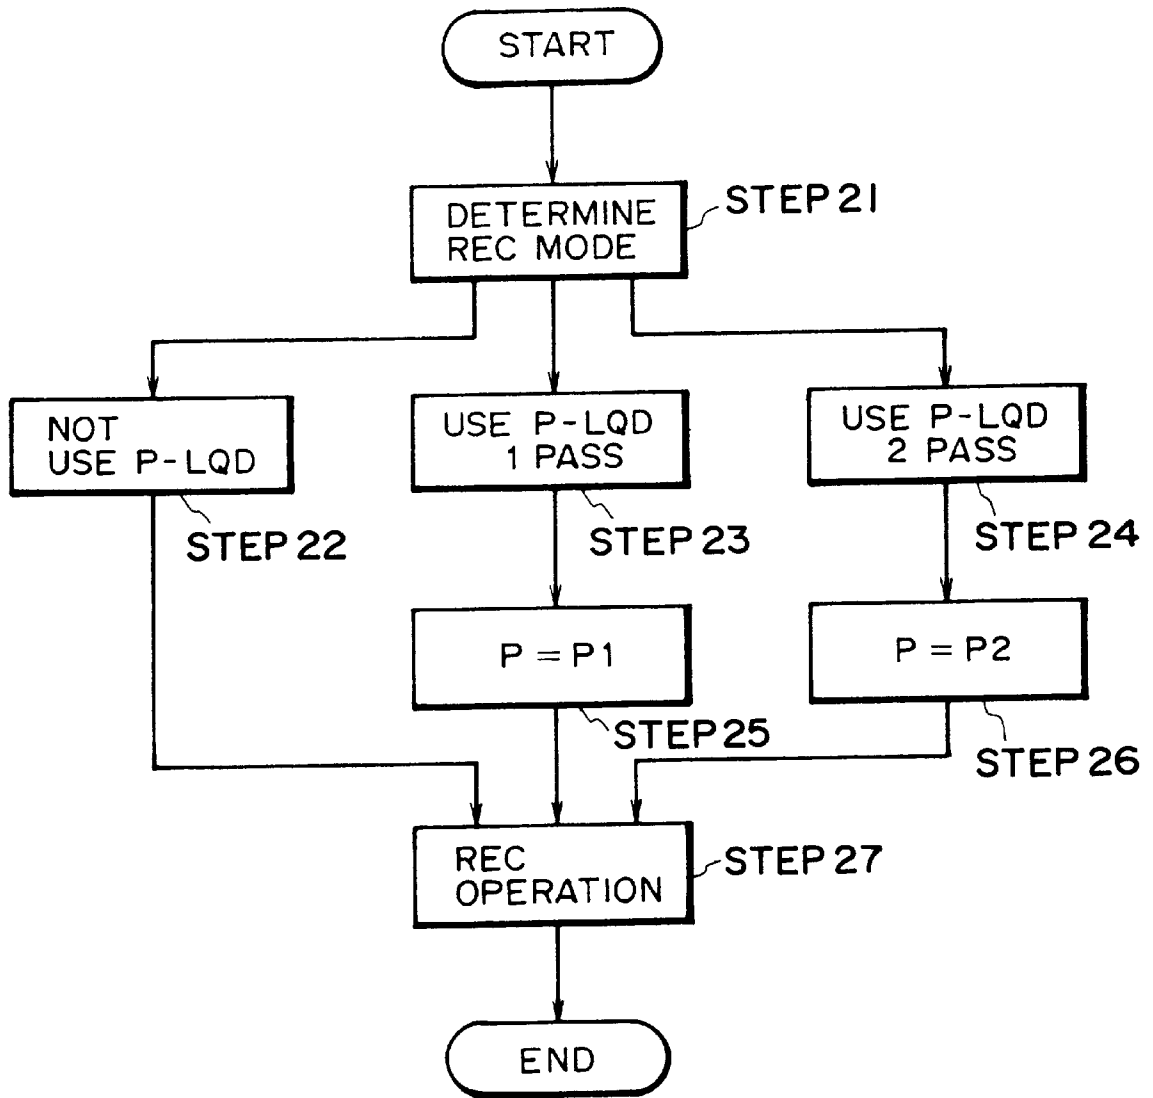 START
DETERMINE
REC MODE
STEP 21
NOT
USE P-LQD
STEP 22
USE P-LQD
1 PASS
STEP 23
USE P-LQD
2 PASS
STEP 24
P = P1
STEP 25
P = P2
STEP 26
REC
OPERATION
STEP 27
END